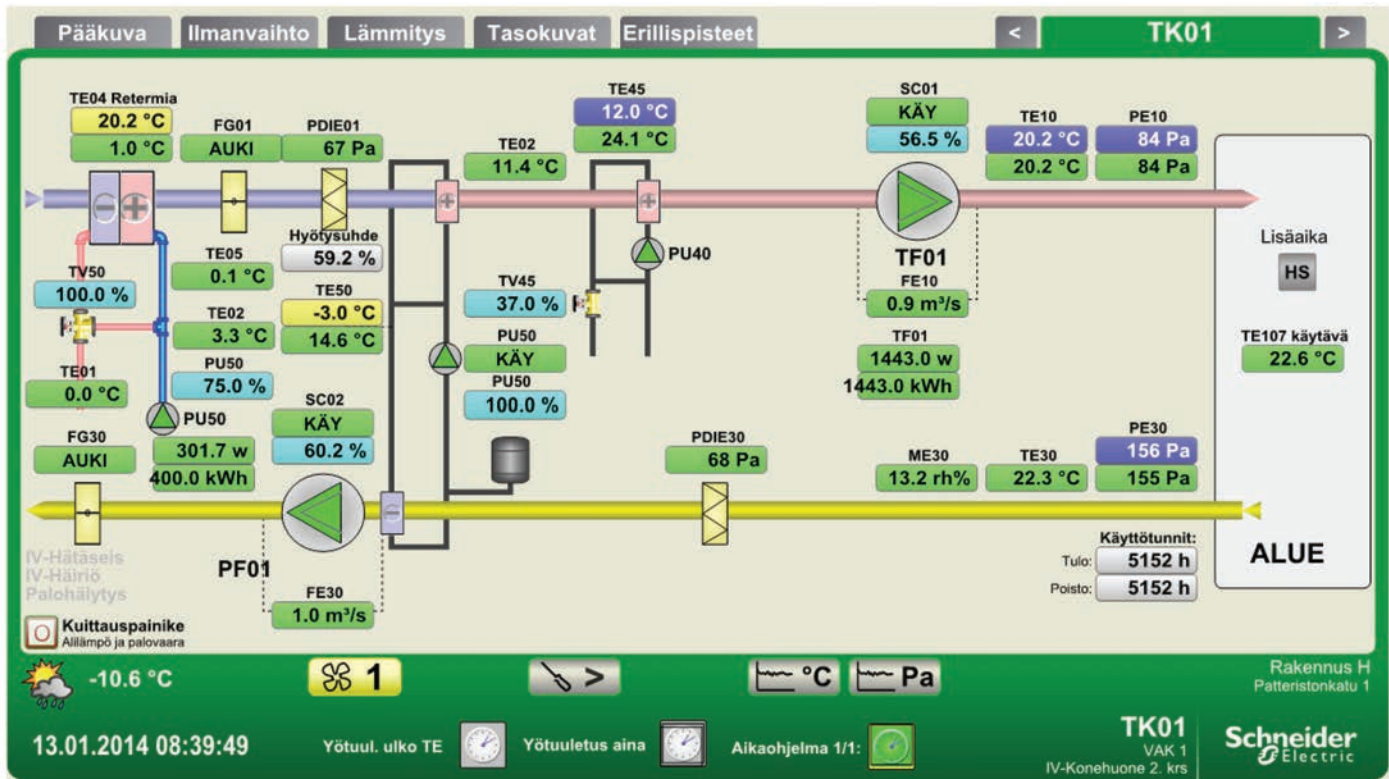 Pääkuva
Ilmanvaihto
Lämmitys
Tasokuvat
Erillispisteet
<
TK01
>
TE04 Retermia
20.2 °C
1.0 °C
FG01
AUKI
PDIE01
67 Pa
TE02
11.4 °C
TE45
12.0 °C
24.1 °C
SC01
KÄY
56.5 %
TE10
20.2 °C
20.2 °C
PE10
84 Pa
84 Pa
TV50
100.0 %
TE05
0.1 °C
Hyötysuhde
59.2 %
TE02
3.3 °C
TE50
-3.0 °C
14.6 °C
TV45
37.0 %
PU40
TF01
FE10
0.9 m³/s
TF01
1443.0 w
1443.0 kWh
Lisäaika
HS
TE107 käytävä
22.6 °C
TE01
0.0 °C
PU50
75.0 %
PU50
KÄY
PU50
100.0 %
PU50
301.7 w
400.0 kWh
SC02
KÄY
60.2 %
FG30
AUKI
PDIE30
68 Pa
ME30
13.2 rh%
TE30
22.3 °C
PE30
156 Pa
155 Pa
IV-Hätäseis
IV-Häiriö
Palohälytys
PF01
FE30
1.0 m³/s
Käyttötunnit:
Tulo: 5152 h
Poisto: 5152 h
ALUE
O
Kuittauspainike
Alilämpö ja palovaara
-10.6 °C
1
>
°C
Pa
Rakennus H
Patteristonkatu 1
13.01.2014 08:39:49
Yötuul. ulko TE
Yötuuletus aina
Aikaohjelma 1/1:
TK01
VAK 1
IV-Konehuone 2. krs
Schneider
Electric